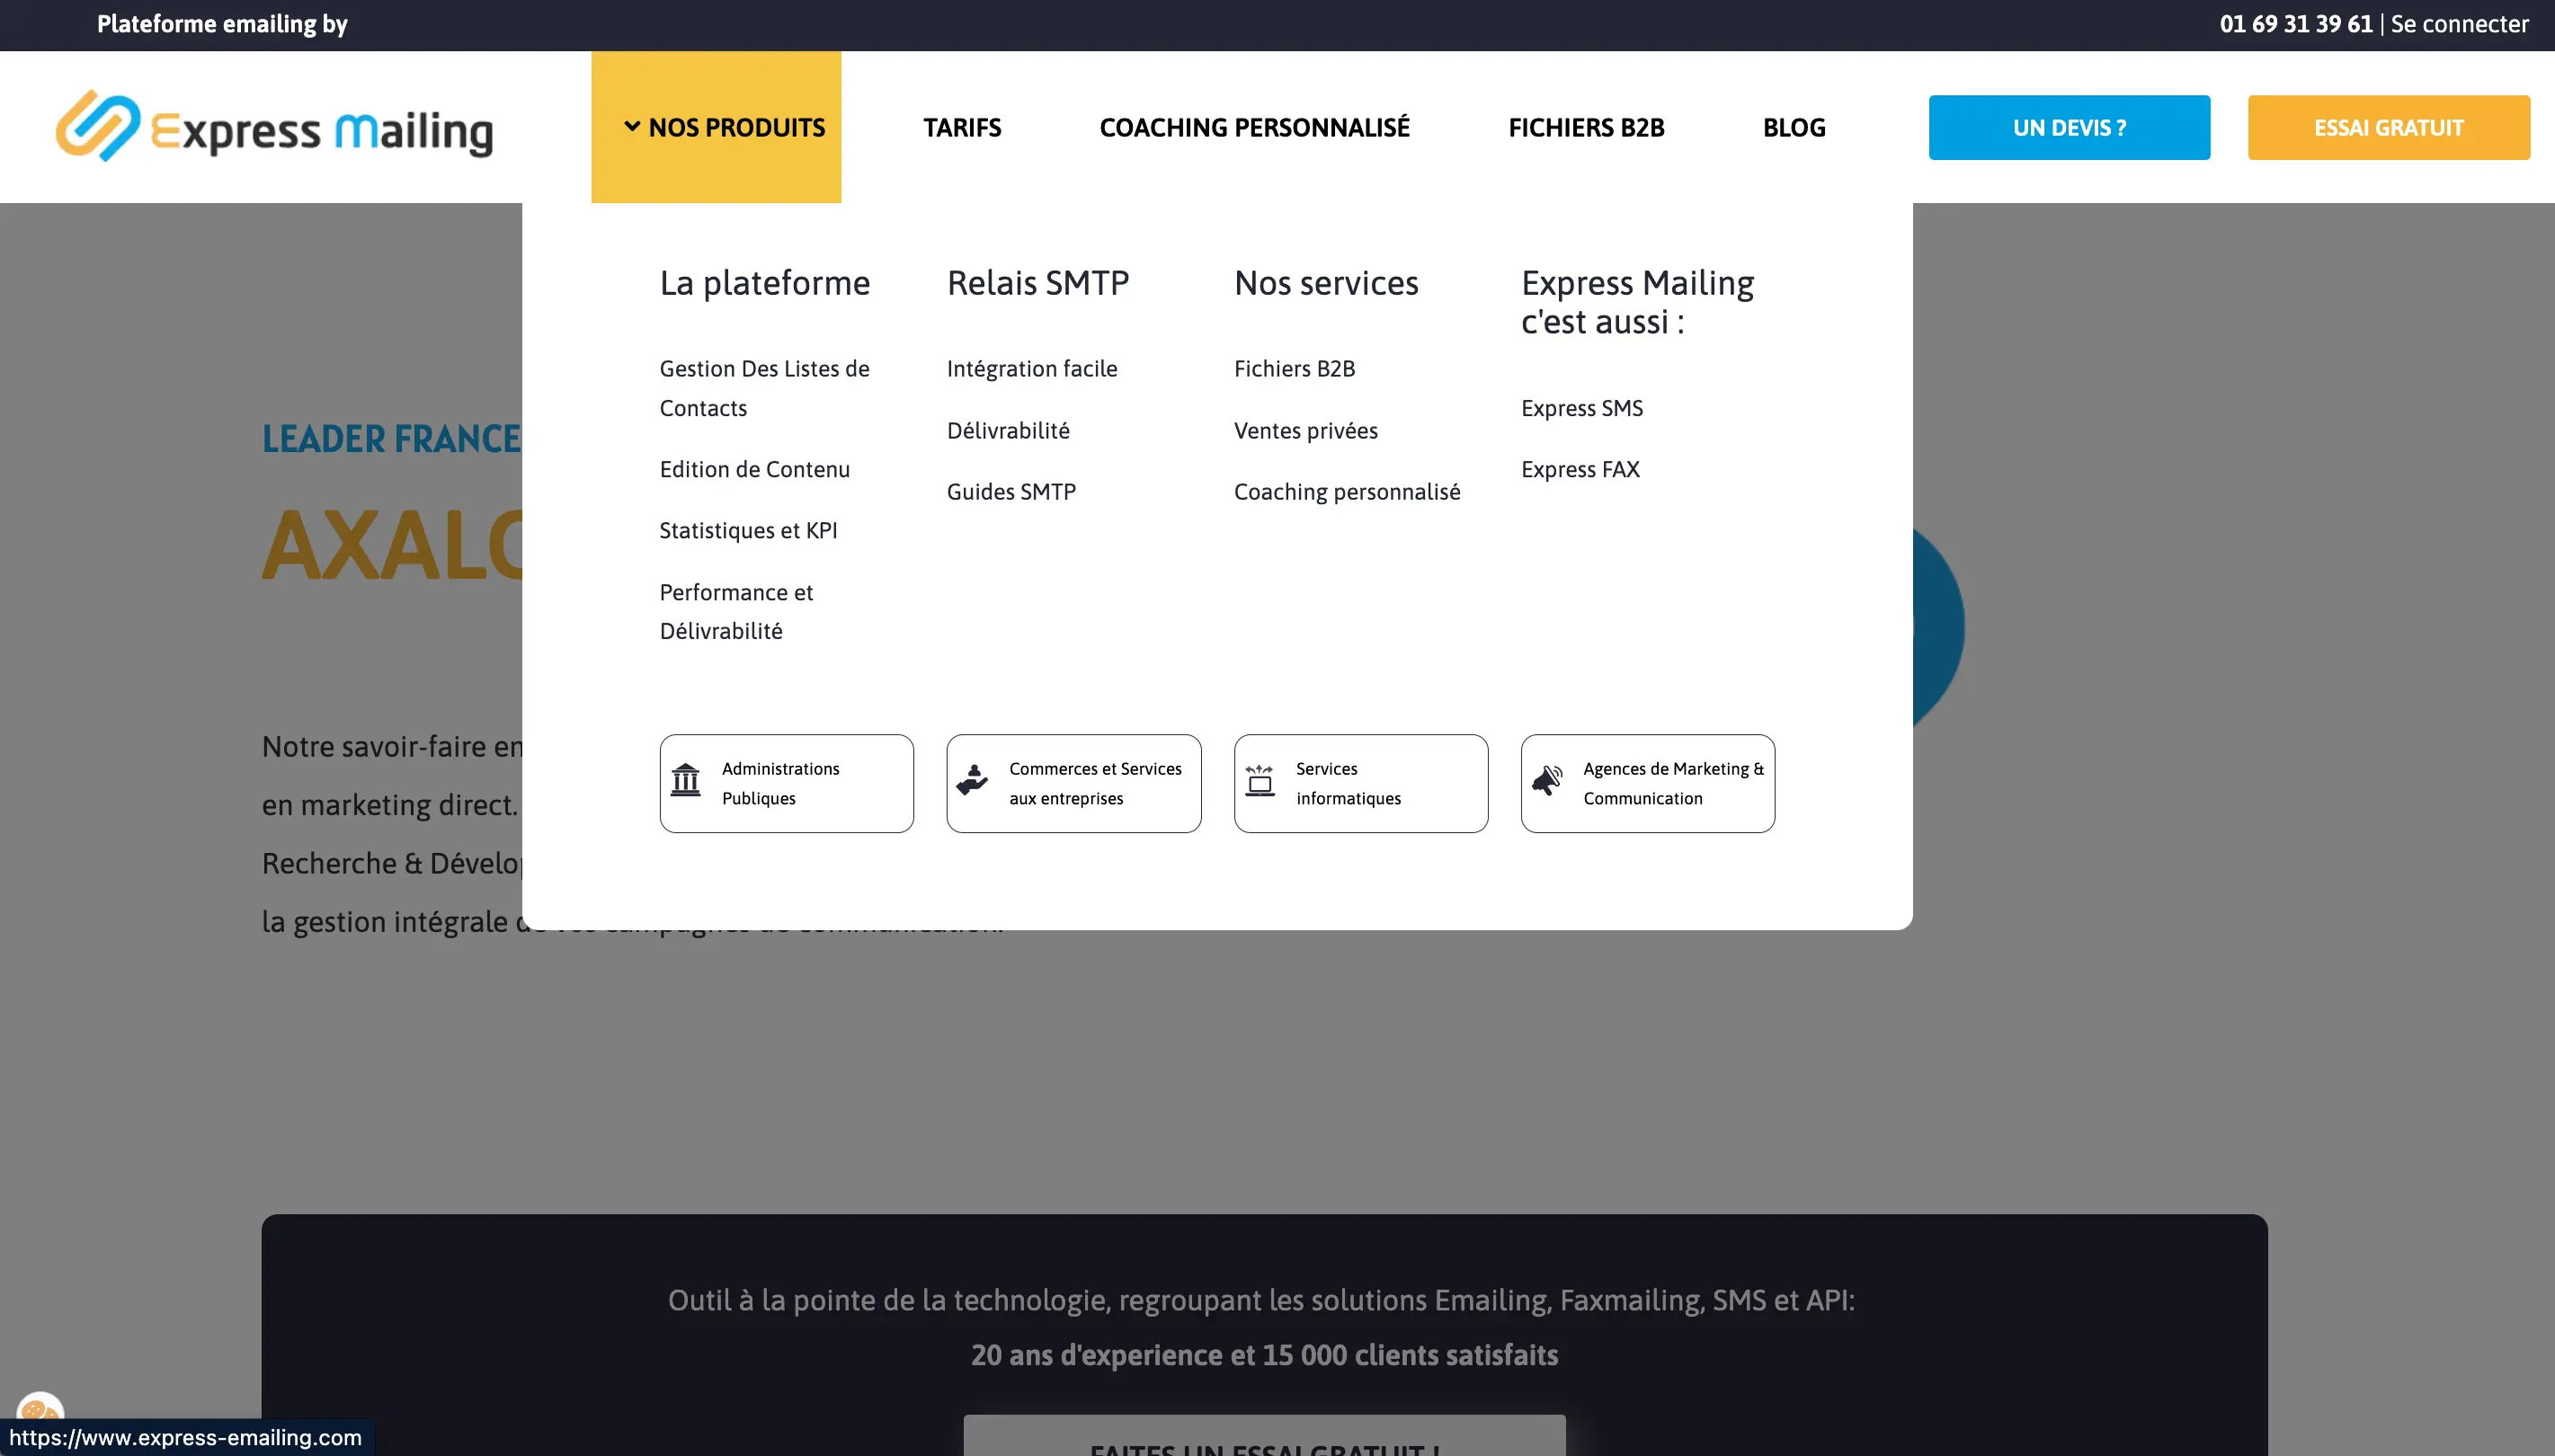 Plateforme emailing by
01 69 31 39 61 | Se connecter
Express Mailing
NOS PRODUITS
TARIFS
COACHING PERSONNALISÉ
FICHIERS B2B
BLOG
UN DEVIS ?
ESSAI GRATUIT
La plateforme
Gestion Des Listes de
Contacts
Edition de Contenu
Statistiques et KPI
Performance et
Délivrabilité
Relais SMTP
Intégration facile
Délivrabilité
Guides SMTP
Nos services
Fichiers B2B
Ventes privées
Coaching personnalisé
Express Mailing
c'est aussi :
Express SMS
Express FAX
Administrations
Publiques
Commerces et Services
aux entreprises
Services
informatiques
Agences de Marketing &
Communication
LEADER FRANCE
AXALO
Notre savoir-faire en
en marketing direct.
Recherche & Dévelop
la gestion intégrale
Outil à la pointe de la technologie, regroupant les solutions Emailing, Faxmailing, SMS et API:
20 ans d'experience et 15 000 clients satisfaits
FAITES UN ESSAI GRATUIT !
https://www.express-emailing.com